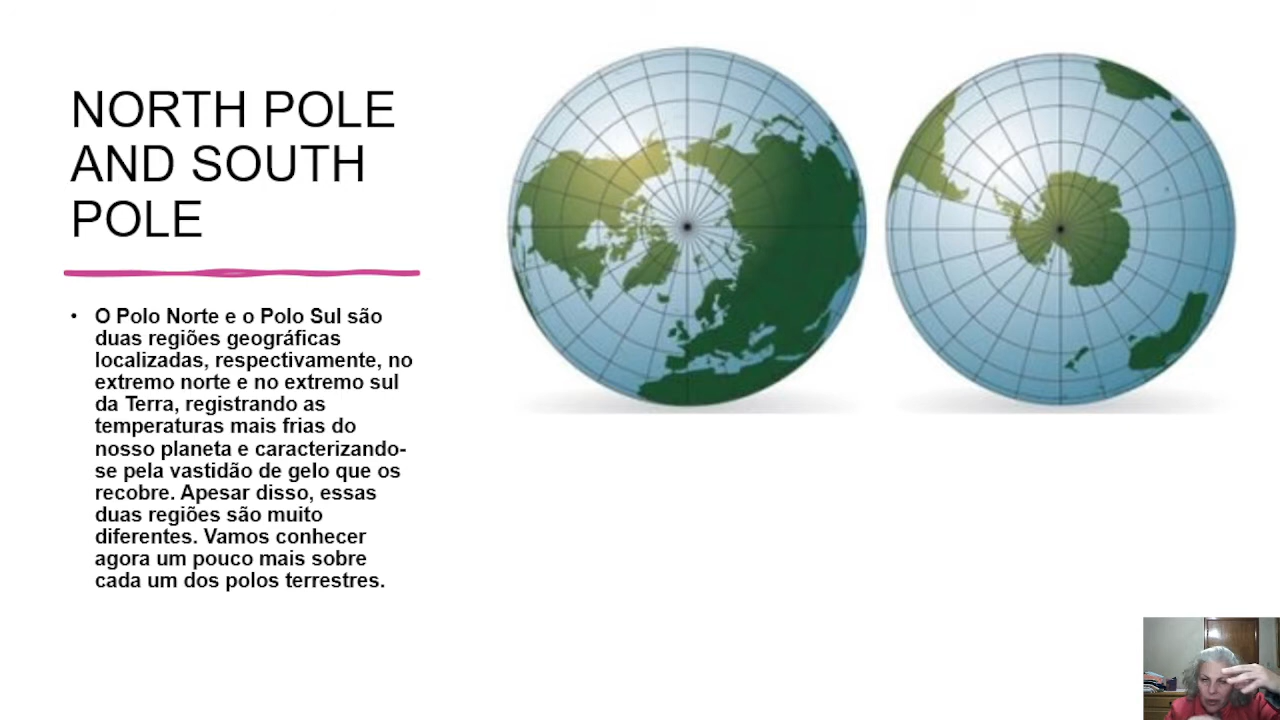 NORTH POLE
AND SOUTH
POLE
• O Polo Norte e o Polo Sul são
duas regiões geográficas
localizadas, respectivamente, no
extremo norte e no extremo sul
da Terra, registrando as
temperaturas mais frias do
nosso planeta e caracterizando-
se pela vastidão de gelo que os
recobre. Apesar disso, essas
duas regiões são muito
diferentes. Vamos conhecer
agora um pouco mais sobre
cada um dos polos terrestres.